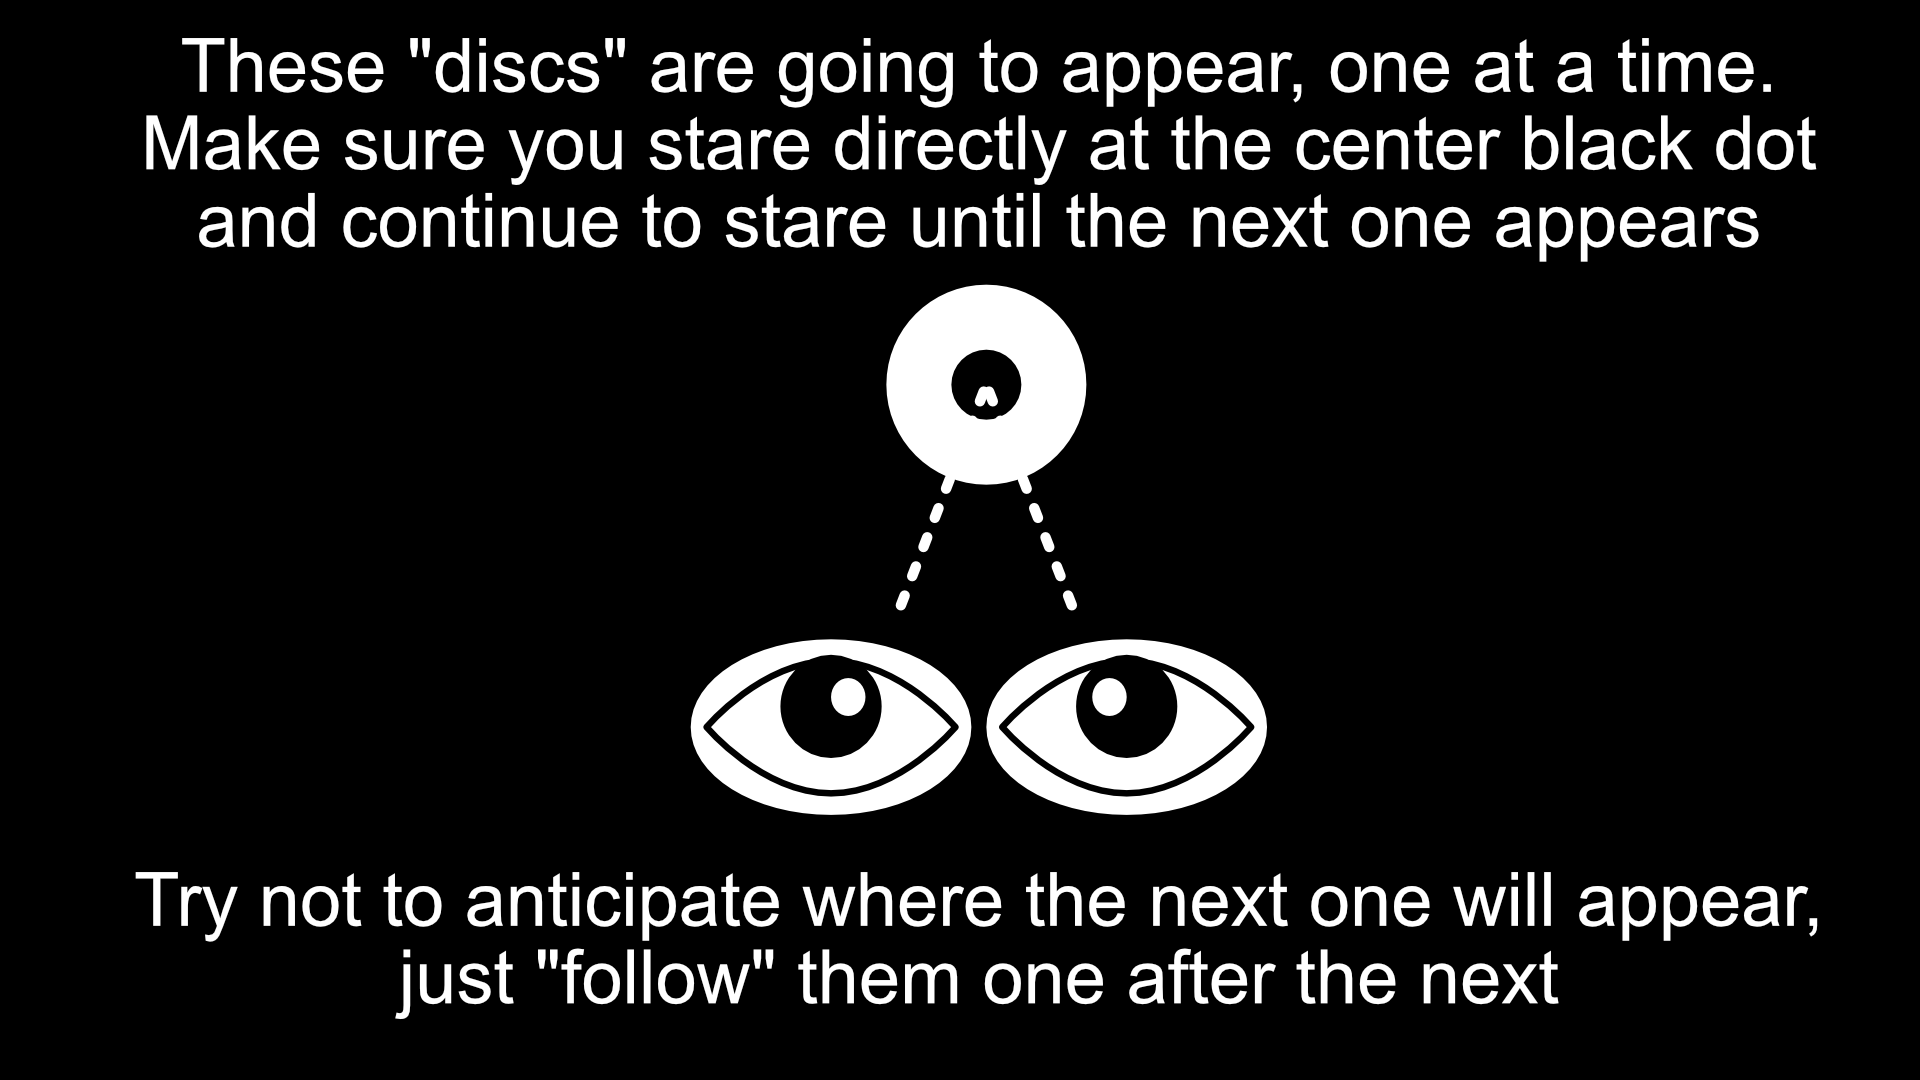 These "discs" are going to appear, one at a time.
Make sure you stare directly at the center black dot
and continue to stare until the next one appears
Try not to anticipate where the next one will appear,
just "follow" them one after the next